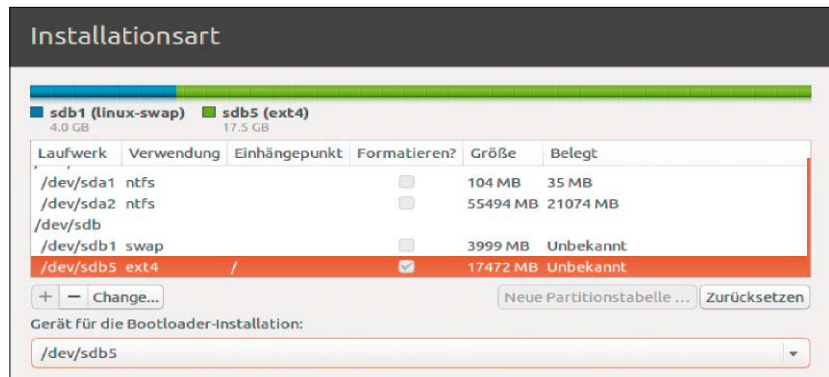 Installationsart
sdb1 (linux-swap) sdb5 (ext4)
4.0 GB 17.5 GB
Laufwerk Verwendung Einhängepunkt Formatieren? Größe Belegt
/dev/sda1 ntfs 104 MB 35 MB
/dev/sda2 ntfs 55494 MB 21074 MB
/dev/sdb
/dev/sdb1 swap 3999 MB Unbekannt
/dev/sdb5 ext4 / 17472 MB Unbekannt
+ − Change... Neue Partitionstabelle ... Zurücksetzen
Gerät für die Bootloader-Installation:
/dev/sdb5